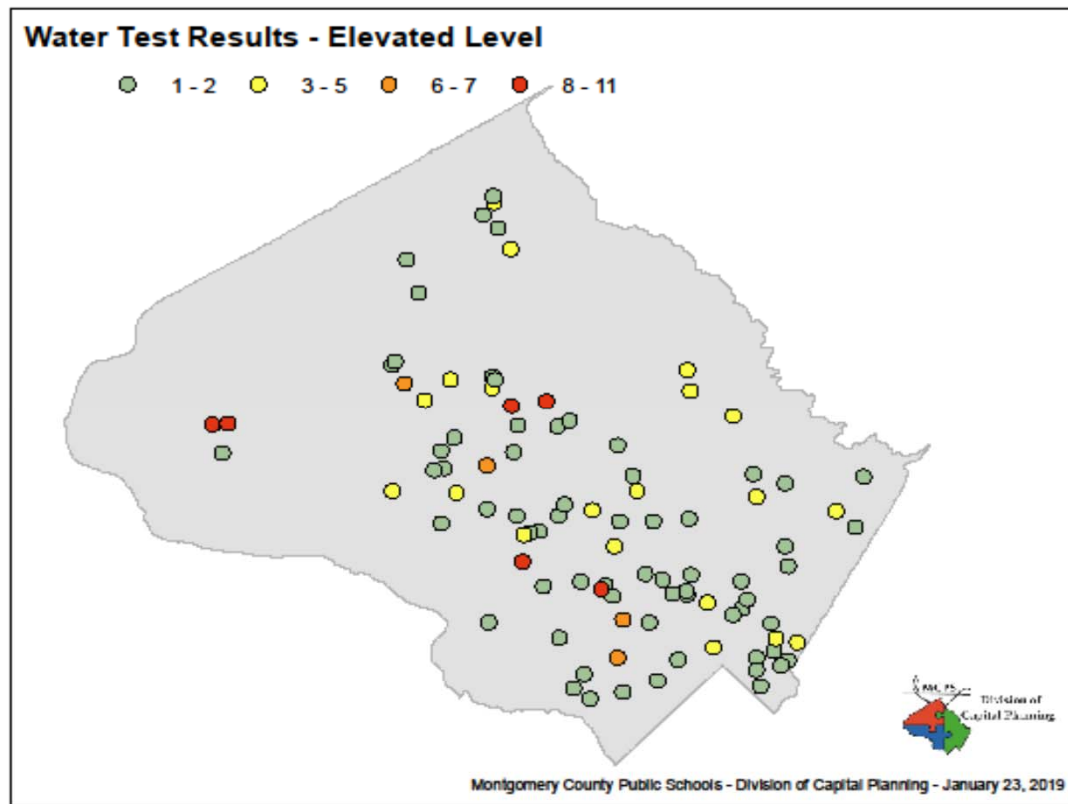 Water Test Results - Elevated Level
1 - 2 3 - 5 6 - 7 8 - 11
Division of
Capital Planning
Montgomery County Public Schools - Division of Capital Planning - January 23, 2019